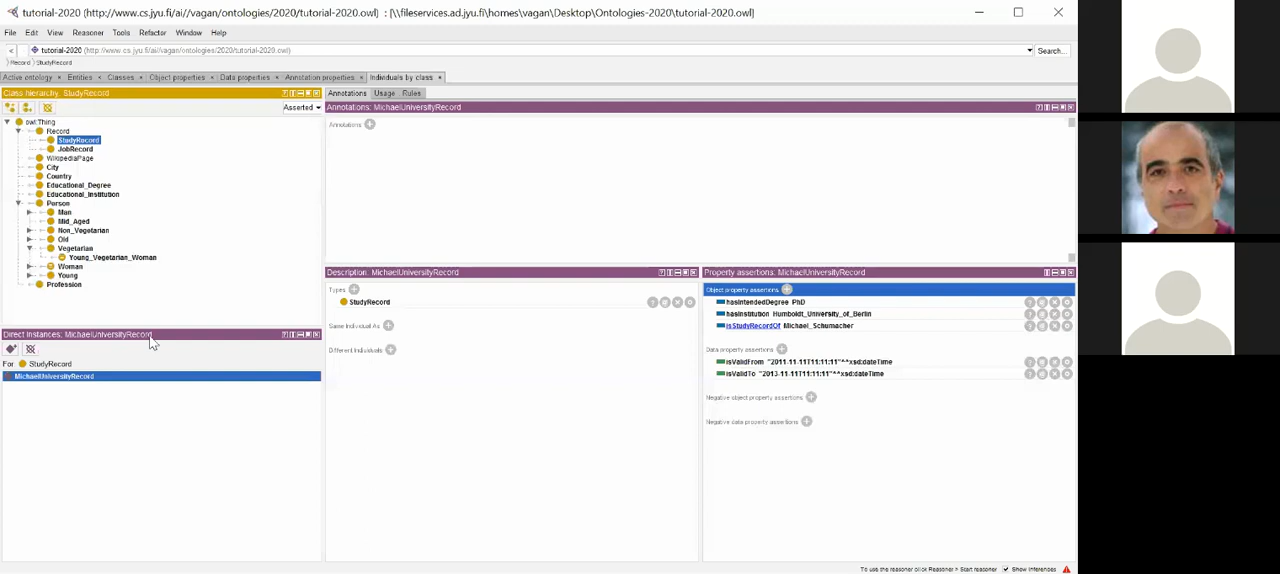 tutorial-2020 (http://www.cs.jyu.fi/ai/vagan/ontologies/2020/tutorial-2020.owl) : [\\fileservices.ad.jyu.fi\homes\vagan\Desktop\Ontologies-2020\tutorial-2020.owl]
File Edit View Reasoner Tools Refactor Window Help
< tutorial-2020 (http://www.cs.jyu.fi/ai/vagan/ontologies/2020/tutorial-2020.owl) Search...
Record StudyRecord
Active ontology × Entities × Classes × Object properties × Data properties × Annotation properties × Individuals by class ×
Class hierarchy: StudyRecord
Asserted
owl:Thing
Record
StudyRecord
JobRecord
WikipediaPage
City
Country
Educational_Degree
Educational_Institution
Person
Man
Mid_Aged
Non_Vegetarian
Old
Vegetarian
Young_Vegetarian_Woman
Woman
Young
Profession
Direct Instances: MichaelUniversityRecord
For StudyRecord
MichaelUniversityRecord
Annotations Usage Rules
Annotations: MichaelUniversityRecord
Annotations
Description: MichaelUniversityRecord
Types
StudyRecord
Same Individual As
Different Individuals
Property assertions: MichaelUniversityRecord
Object property assertions
hasIntendedDegree PhD
hasInstitution Humboldt_University_of_Berlin
isStudyRecordOf Michael_Schumacher
Data property assertions
isValidFrom "2011-11-11T11:11:11"^^xsd:dateTime
isValidTo "2013-11-11T11:11:11"^^xsd:dateTime
Negative object property assertions
Negative data property assertions
To use the reasoner click Reasoner > Start reasoner Show Inferences